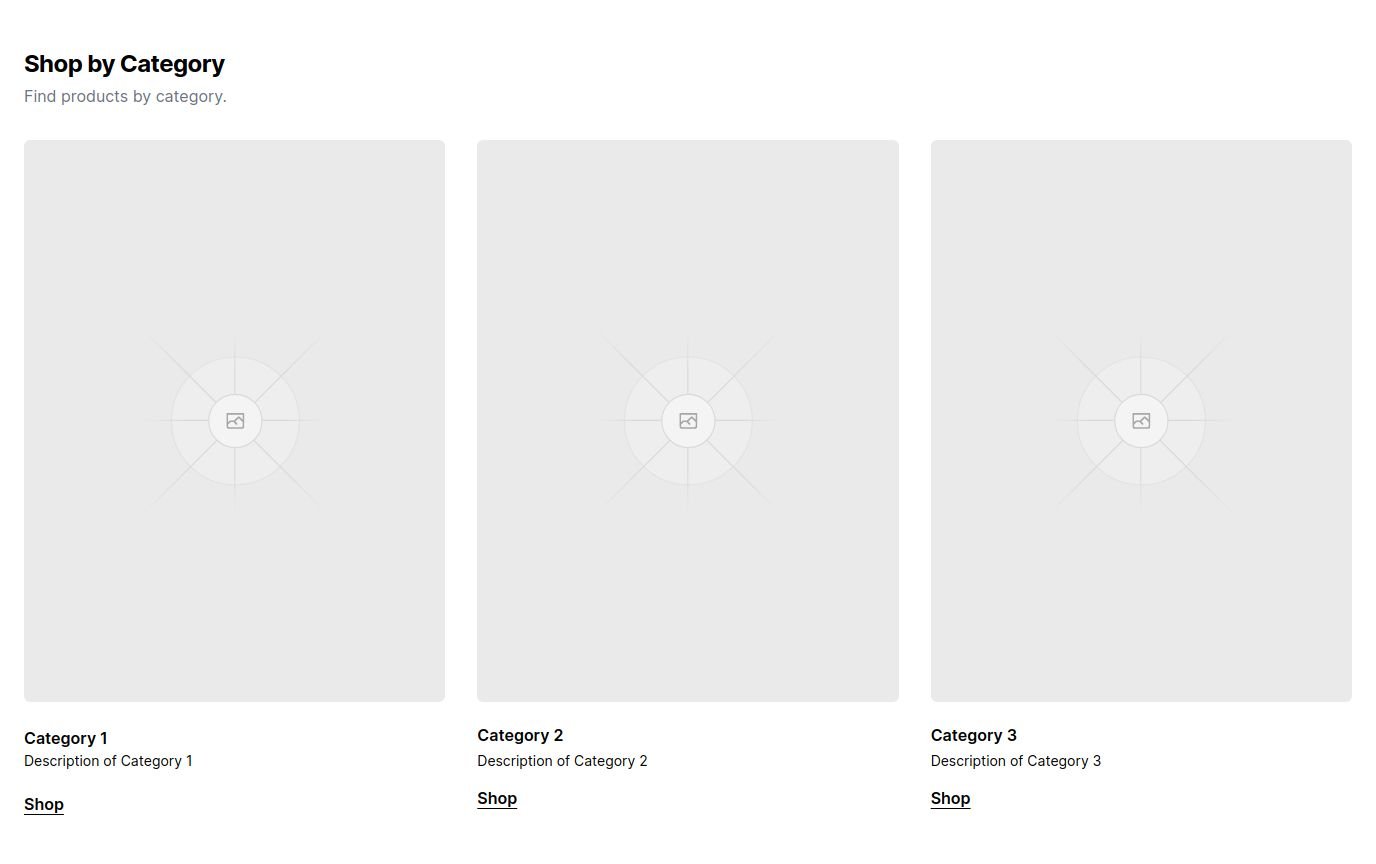 Shop by Category
Find products by category.
Category 1
Description of Category 1
Shop
Category 2
Description of Category 2
Shop
Category 3
Description of Category 3
Shop